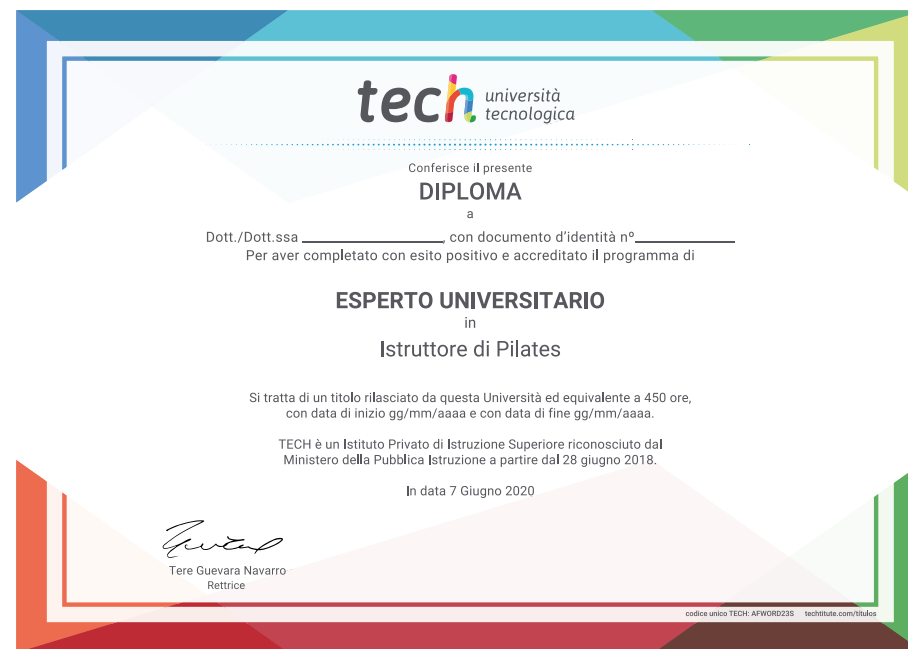 tech università
tecnologica
Conferisce il presente
DIPLOMA
a
Dott./Dott.ssa ____________________, con documento d'identità nº______________
Per aver completato con esito positivo e accreditato il programma di
ESPERTO UNIVERSITARIO
in
Istruttore di Pilates
Si tratta di un titolo rilasciato da questa Università ed equivalente a 450 ore,
con data di inizio gg/mm/aaaa e con data di fine gg/mm/aaaa.
TECH è un Istituto Privato di Istruzione Superiore riconosciuto dal
Ministero della Pubblica Istruzione a partire dal 28 giugno 2018.
In data 7 Giugno 2020
Tere Guevara Navarro
Rettrice
codice unico TECH: AFWORD23S techtitute.com/titulos